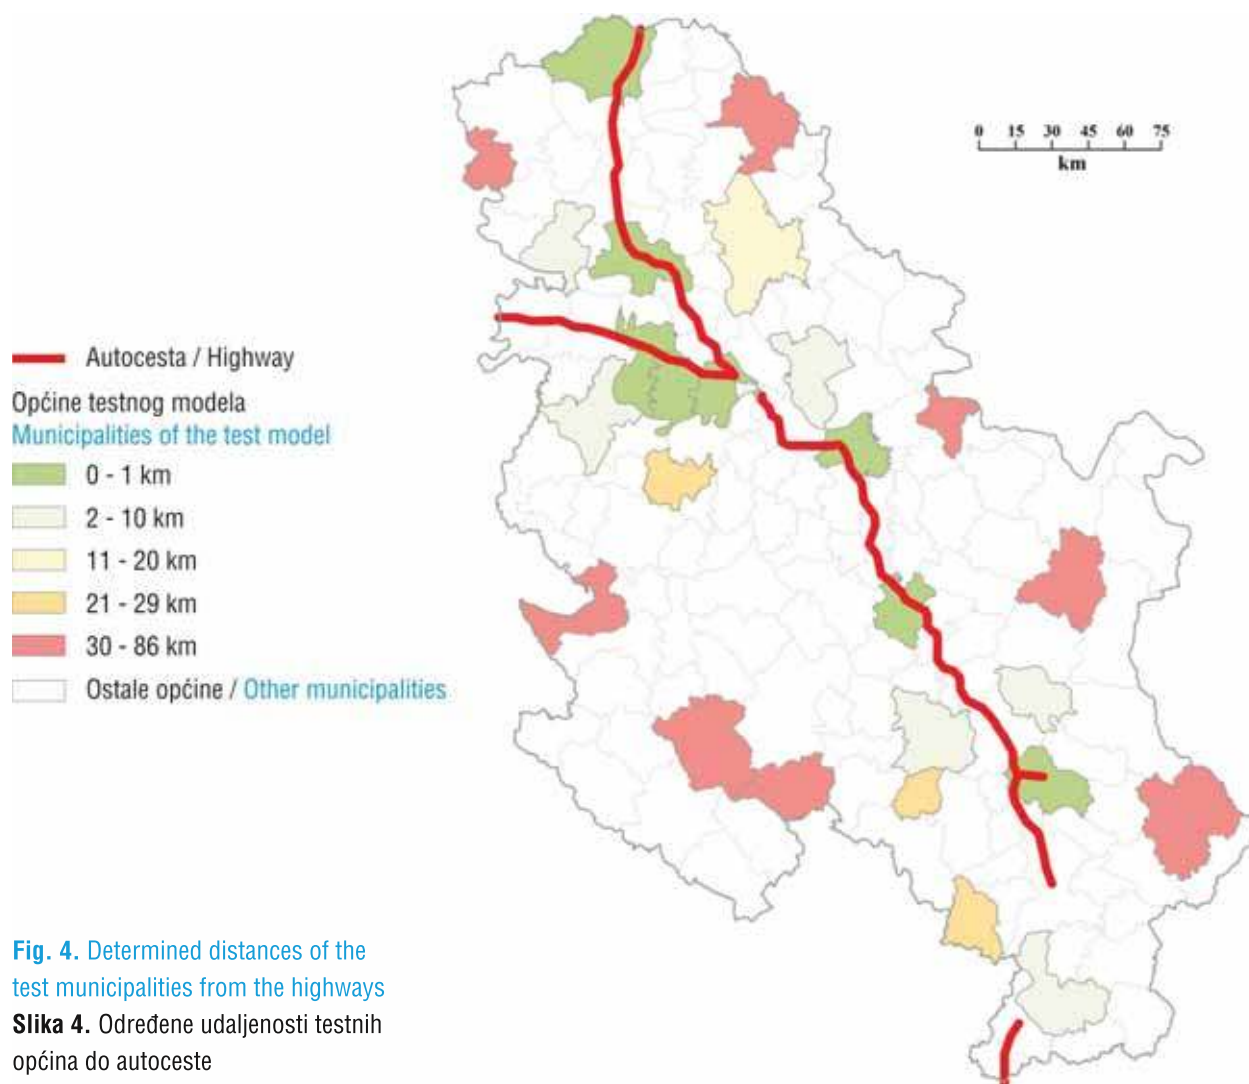 0 15 30 45 60 75
km
Autocesta / Highway
Općine testnog modela
Municipalities of the test model
0 - 1 km
2 - 10 km
11 - 20 km
21 - 29 km
30 - 86 km
Ostale općine / Other municipalities
Fig. 4. Determined distances of the
test municipalities from the highways
Slika 4. Određene udaljenosti testnih
općina do autoceste